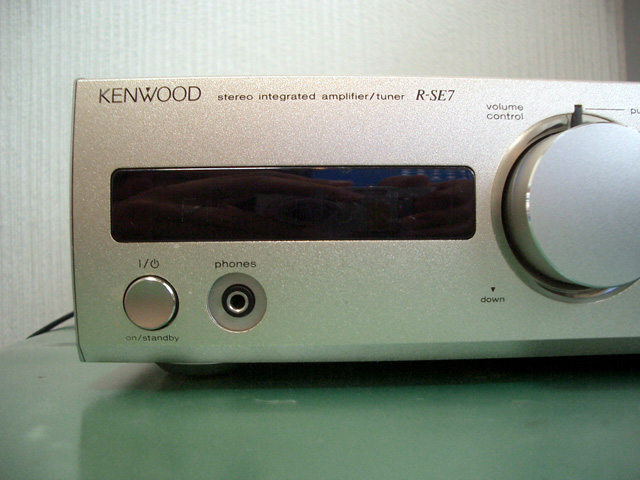 KENWOOD stereo integrated amplifier/tuner R-SE7
volume
control
I/⏻
phones
on/standby
down